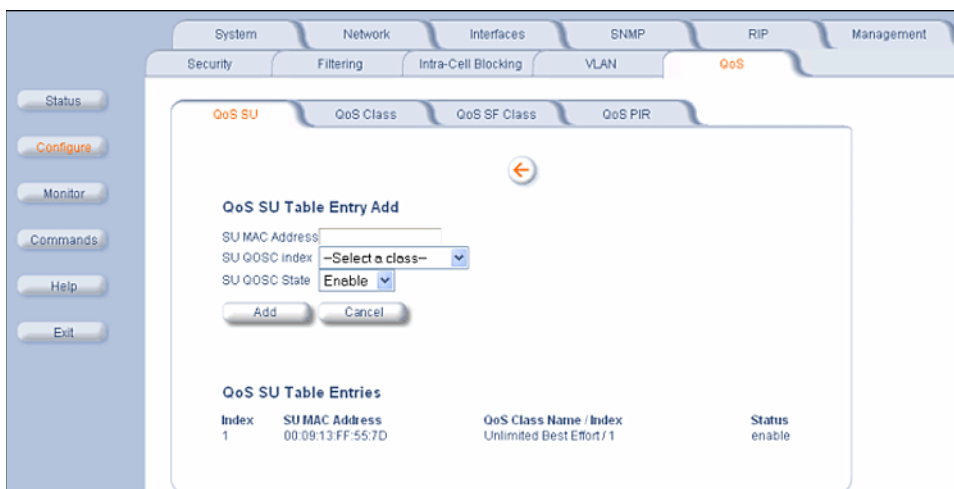 System Network Interfaces SNMP RIP Management
Security Filtering Intra-Cell Blocking VLAN QoS
Status
Configure
Monitor
Commands
Help
Exit
QoS SU QoS Class QoS SF Class QoS PIR
QoS SU Table Entry Add
SU MAC Address
SU QOSC index –Select a class–
SU QOSC State Enable
Add Cancel
QoS SU Table Entries
Index SU MAC Address QoS Class Name / Index Status
1 00:09:13:FF:55:7D Unlimited Best Effort / 1 enable